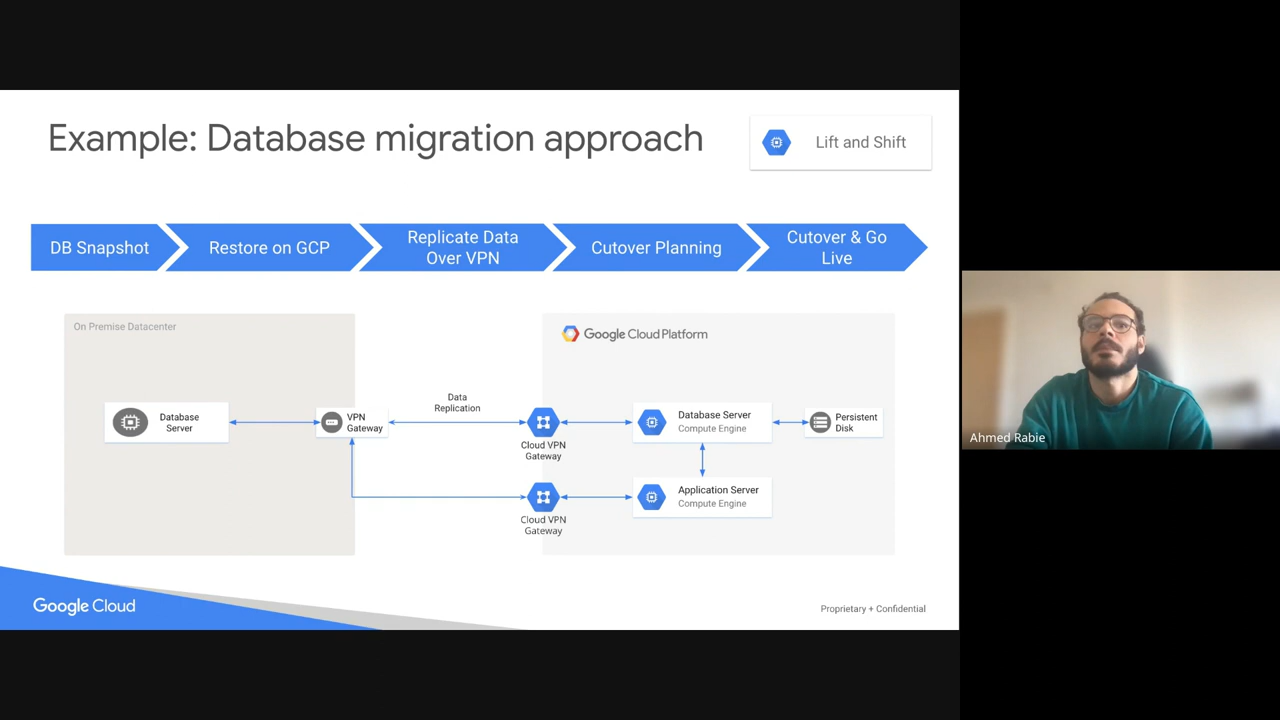 Example: Database migration approach
Lift and Shift
DB Snapshot
Restore on GCP
Replicate Data
Over VPN
Cutover Planning
Cutover & Go
Live
On Premise Datacenter
Google Cloud Platform
Database
Server
VPN
Gateway
Data
Replication
Cloud VPN
Gateway
Database Server
Compute Engine
Persistent
Disk
Application Server
Compute Engine
Cloud VPN
Gateway
Google Cloud
Proprietary + Confidential
Ahmed Rabie